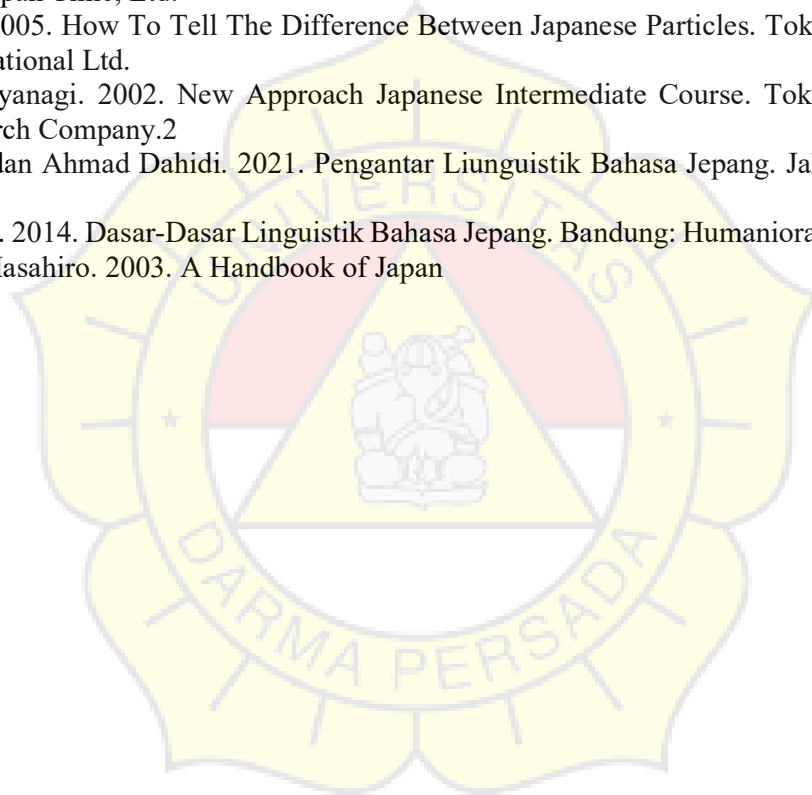 pan Time, Ltd.
005. How To Tell The Difference Between Japanese Particles. Tok
ational Ltd.
yanagi. 2002. New Approach Japanese Intermediate Course. Tok
rch Company.2
dan Ahmad Dahidi. 2021. Pengantar Liunguistik Bahasa Jepang. Jal
. 2014. Dasar-Dasar Linguistik Bahasa Jepang. Bandung: Humaniora
Masahiro. 2003. A Handbook of Japan
UNIVERSITAS
DARMA PERSADA